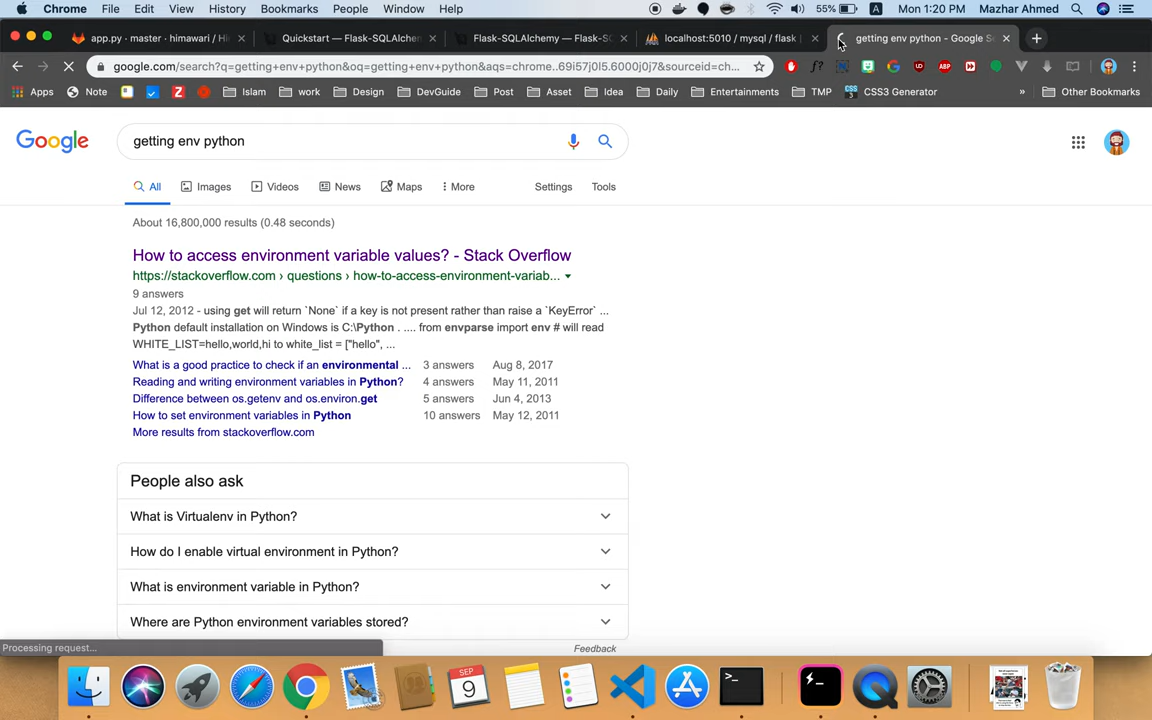 Chrome File Edit View History Bookmarks People Window Help 55% A Mon 1:20 PM Mazhar Ahmed
app.py · master · himawari / Hi Quickstart — Flask-SQLAlchem Flask-SQLAlchemy — Flask-SQ localhost:5010 / mysql / flask getting env python - Google Se
google.com/search?q=getting+env+python&oq=getting+env+python&aqs=chrome..69i57j0l5.6000j0j7&sourceid=ch...
Apps Note Islam work Design DevGuide Post Asset Idea Daily Entertainments TMP CSS3 Generator » Other Bookmarks
Google getting env python
All Images Videos News Maps More Settings Tools
About 16,800,000 results (0.48 seconds)
How to access environment variable values? - Stack Overflow
https://stackoverflow.com › questions › how-to-access-environment-variab...
9 answers
Jul 12, 2012 - using get will return `None` if a key is not present rather than raise a `KeyError` ...
Python default installation on Windows is C:\Python . .... from envparse import env # will read
WHITE_LIST=hello,world,hi to white_list = ["hello", ...
What is a good practice to check if an environmental ... 3 answers Aug 8, 2017
Reading and writing environment variables in Python? 4 answers May 11, 2011
Difference between os.getenv and os.environ.get 5 answers Jun 4, 2013
How to set environment variables in Python 10 answers May 12, 2011
More results from stackoverflow.com
People also ask
What is Virtualenv in Python?
How do I enable virtual environment in Python?
What is environment variable in Python?
Where are Python environment variables stored?
Processing request...
Feedback
SEP
9